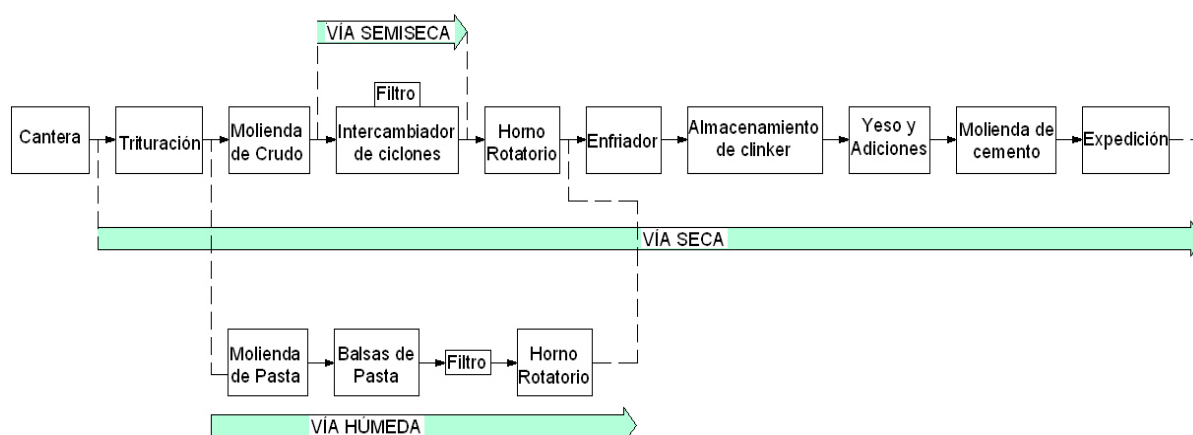 VÍA SEMISECA
Filtro
Cantera
Trituración
Molienda
de Crudo
Intercambiador
de ciclones
Horno
Rotatorio
Enfriador
Almacenamiento
de clinker
Yeso y
Adiciones
Molienda de
cemento
Expedición
VÍA SECA
Molienda
de Pasta
Balsas de
Pasta
Filtro
Horno
Rotatorio
VÍA HÚMEDA